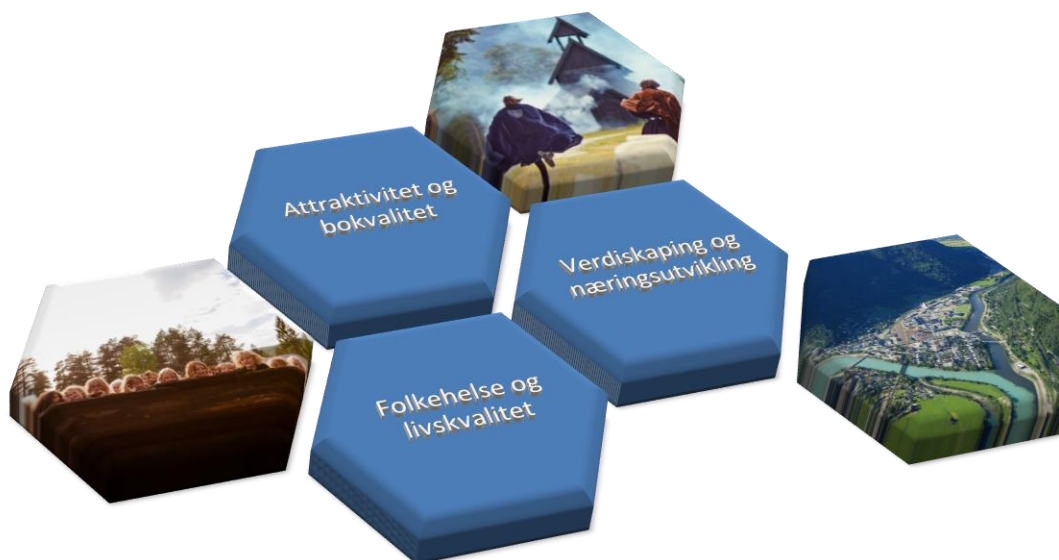 Attraktivitet og
bokvalitet
Verdiskaping og
næringsutvikling
Folkehelse og
livskvalitet